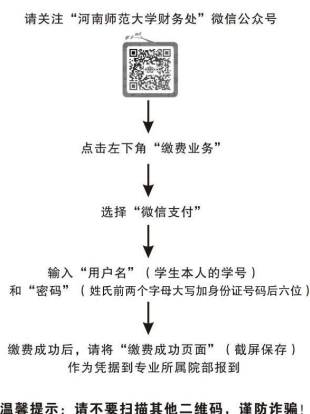 请关注“河南师范大学财务处”微信公众号
点击左下角“缴费业务”
选择“微信支付”
输入“用户名”（学生本人的学号）
和“密码”（姓氏前两个字母大写加身份证号码后六位）
缴费成功后，请将“缴费成功页面”（截屏保存）
作为凭据到专业所属院部报到
温馨提示：请不要扫描其他二维码，谨防诈骗！